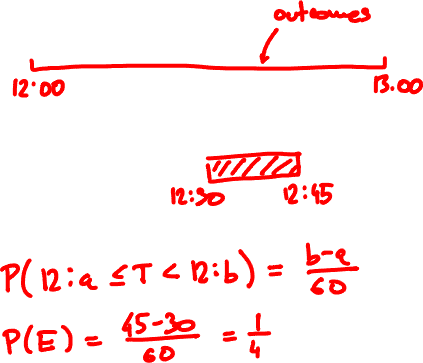 outcomes
12:00 13.00
12:30 12:45
P(12:a ≤ T < 12:b) = b-a/60
P(E) = 45-30/60 = 1/4